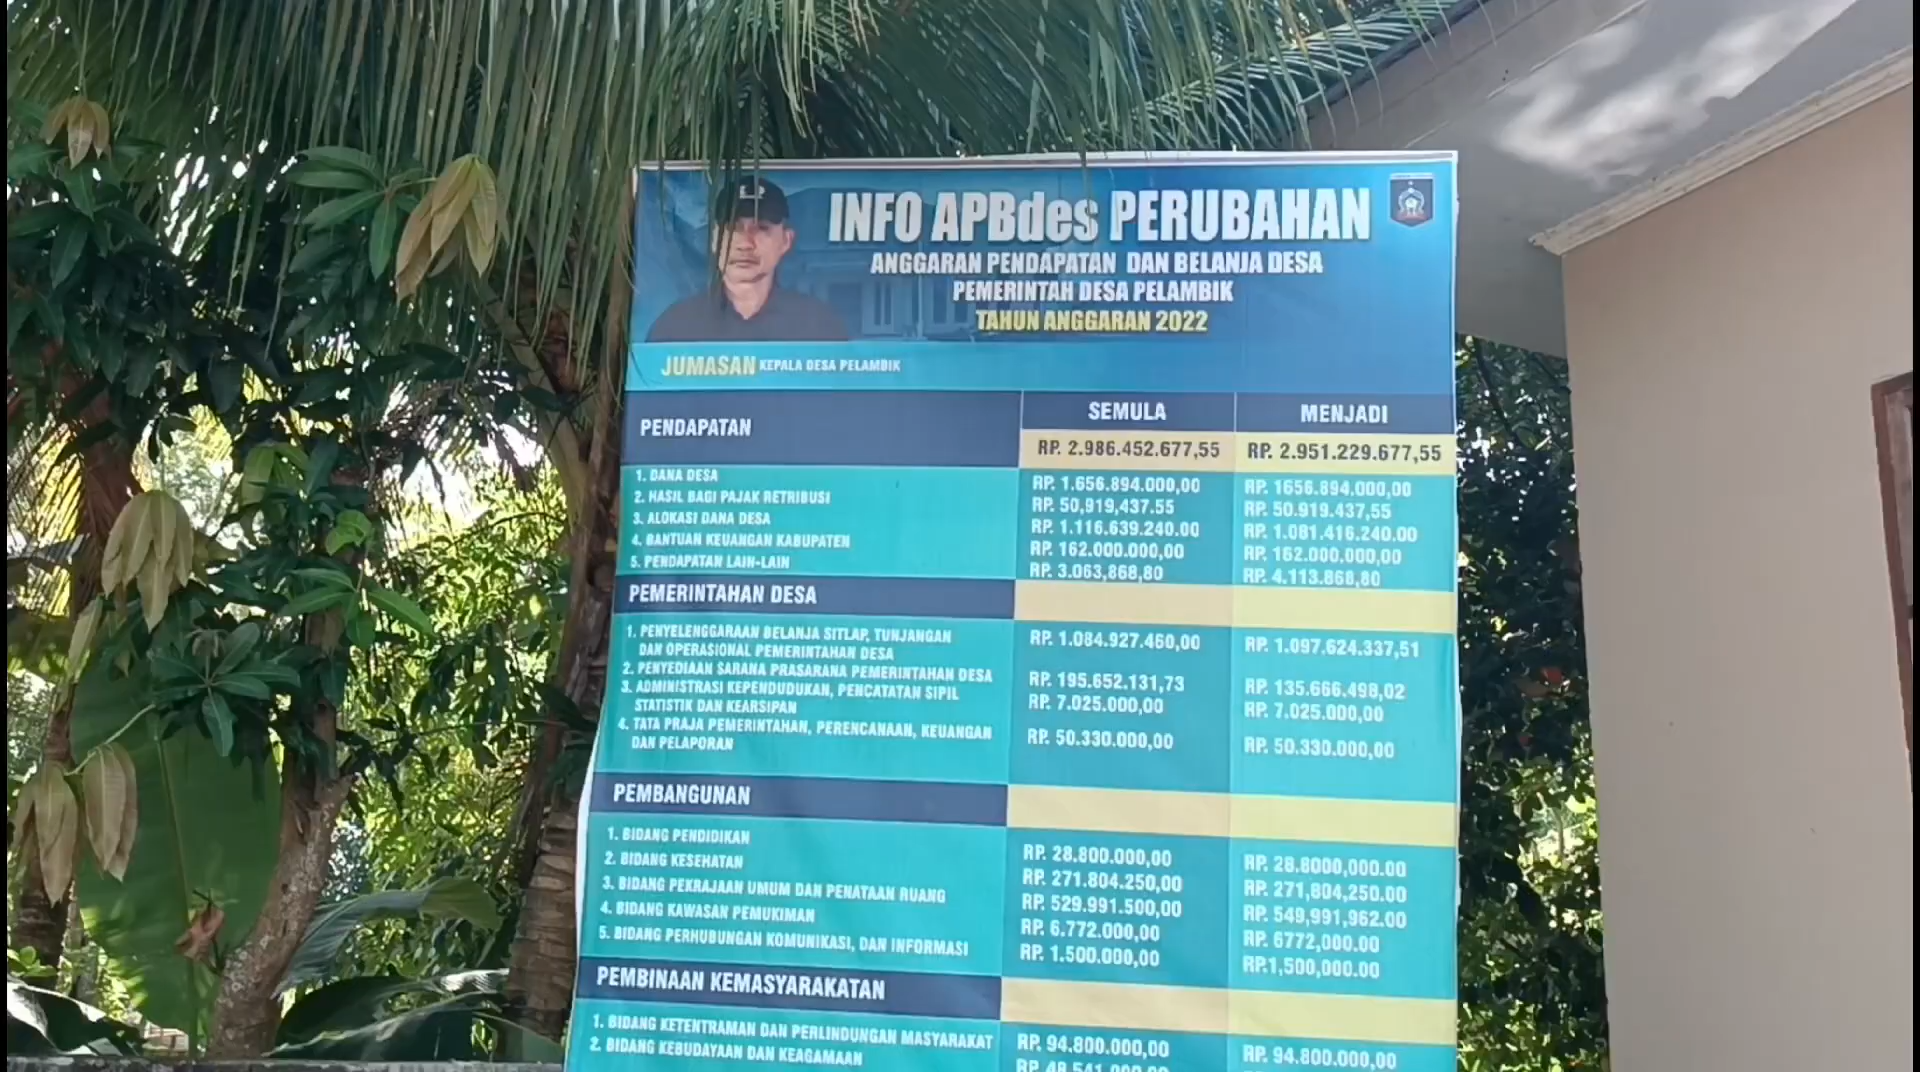 INFO APBdes PERUBAHAN
ANGGARAN PENDAPATAN DAN BELANJA DESA
PEMERINTAH DESA PELAMBIK
TAHUN ANGGARAN 2022
JUMASAN KEPALA DESA PELAMBIK
PENDAPATAN SEMULA MENJADI
RP. 2.986.452.677,55 RP. 2.951.229.677,55
1. DANA DESA RP. 1.656.894.000,00 RP. 1656.894.000,00
2. HASIL BAGI PAJAK RETRIBUSI RP. 50,919,437.55 RP. 50.919.437,55
3. ALOKASI DANA DESA RP. 1.116.639.240.00 RP. 1.081.416.240.00
4. BANTUAN KEUANGAN KABUPATEN RP. 162.000.000,00 RP. 162.000.000,00
5. PENDAPATAN LAIN-LAIN RP. 3.063,868,80 RP. 4.113.868,80
PEMERINTAHAN DESA
1. PENYELENGGARAAN BELANJA SITLAP, TUNJANGAN RP. 1.084.927.460,00 RP. 1.097.624.337,51
DAN OPERASIONAL PEMERINTAHAN DESA
2. PENYEDIAAN SARANA PRASARANA PEMERINTAHAN DESA RP. 195.652.131,73 RP. 135.666.498,02
3. ADMINISTRASI KEPENDUDUKAN, PENCATATAN SIPIL RP. 7.025.000,00 RP. 7.025.000,00
STATISTIK DAN KEARSIPAN
4. TATA PRAJA PEMERINTAHAN, PERENCANAAN, KEUANGAN RP. 50.330.000,00 RP. 50.330.000,00
DAN PELAPORAN
PEMBANGUNAN
1. BIDANG PENDIDIKAN RP. 28.800.000,00 RP. 28.8000,000.00
2. BIDANG KESEHATAN RP. 271.804.250,00 RP. 271,804,250.00
3. BIDANG PEKRAJAAN UMUM DAN PENATAAN RUANG RP. 529.991.500,00 RP. 549,991,962.00
4. BIDANG KAWASAN PEMUKIMAN RP. 6.772.000,00 RP. 6772,000.00
5. BIDANG PERHUBUNGAN KOMUNIKASI, DAN INFORMASI RP. 1.500.000,00 RP.1,500,000.00
PEMBINAAN KEMASYARAKATAN
1. BIDANG KETENTRAMAN DAN PERLINDUNGAN MASYARAKAT RP. 94.800.000,00 RP. 94.800.000,00
2. BIDANG KEBUDAYAAN DAN KEAGAMAAN